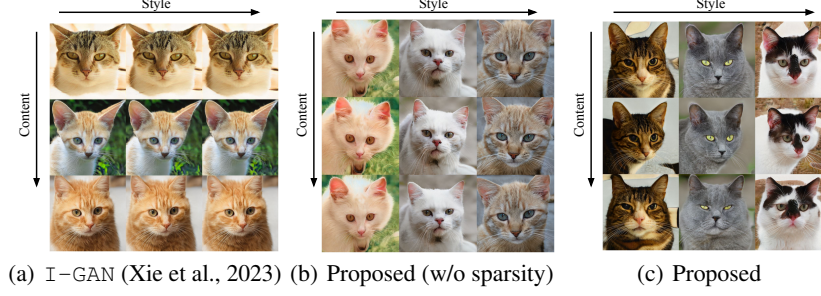 Style
Style
Style
Content
Content
Content
(a) I-GAN (Xie et al., 2023)
(b) Proposed (w/o sparsity)
(c) Proposed